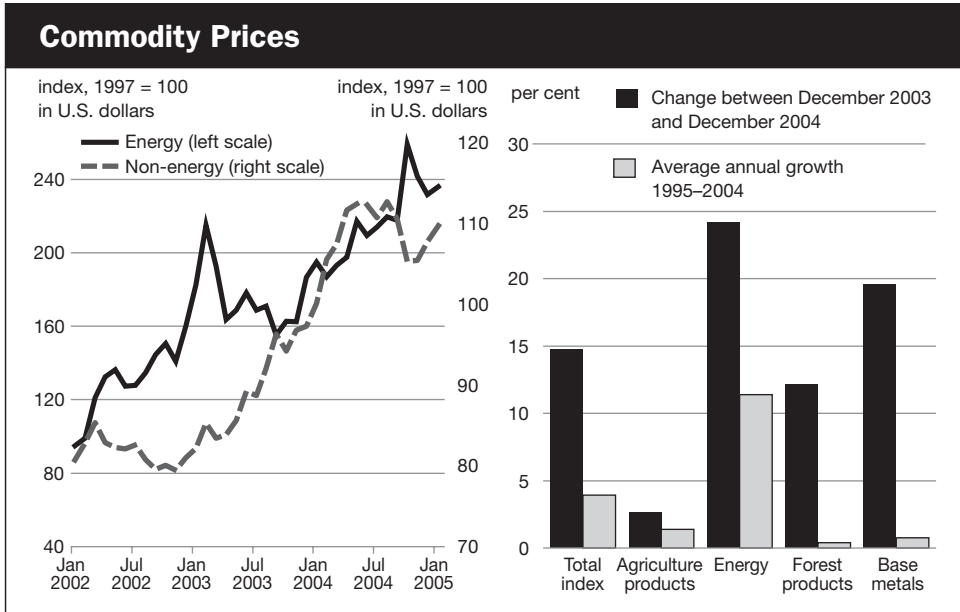 Commodity Prices
index, 1997 = 100
in U.S. dollars
index, 1997 = 100
in U.S. dollars
Energy (left scale)
Non-energy (right scale)
240
200
160
120
80
40
120
110
100
90
80
70
Jan
2002
Jul
2002
Jan
2003
Jul
2003
Jan
2004
Jul
2004
Jan
2005
per cent
Change between December 2003
and December 2004
Average annual growth
1995–2004
30
25
20
15
10
5
0
Total
index
Agriculture
products
Energy
Forest
products
Base
metals